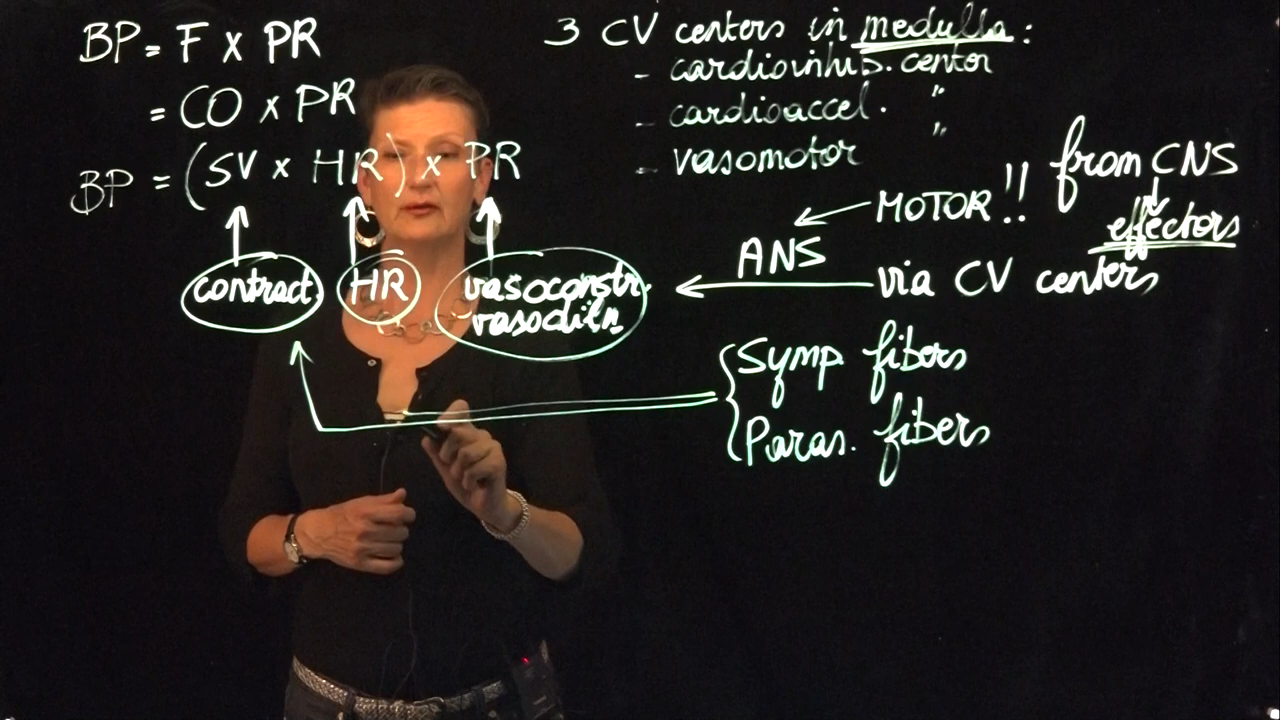 BP = F x PR
= CO x PR
BP = (SV x HR) x PR
contract.
HR
vasoconstr.
vasodil'n
3 CV centers in medulla:
- cardioinhib. center
- cardioaccel. "
- vasomotor "
MOTOR!!
from CNS
effectors
ANS
via CV centers
Symp. fibers
Paras. fibers